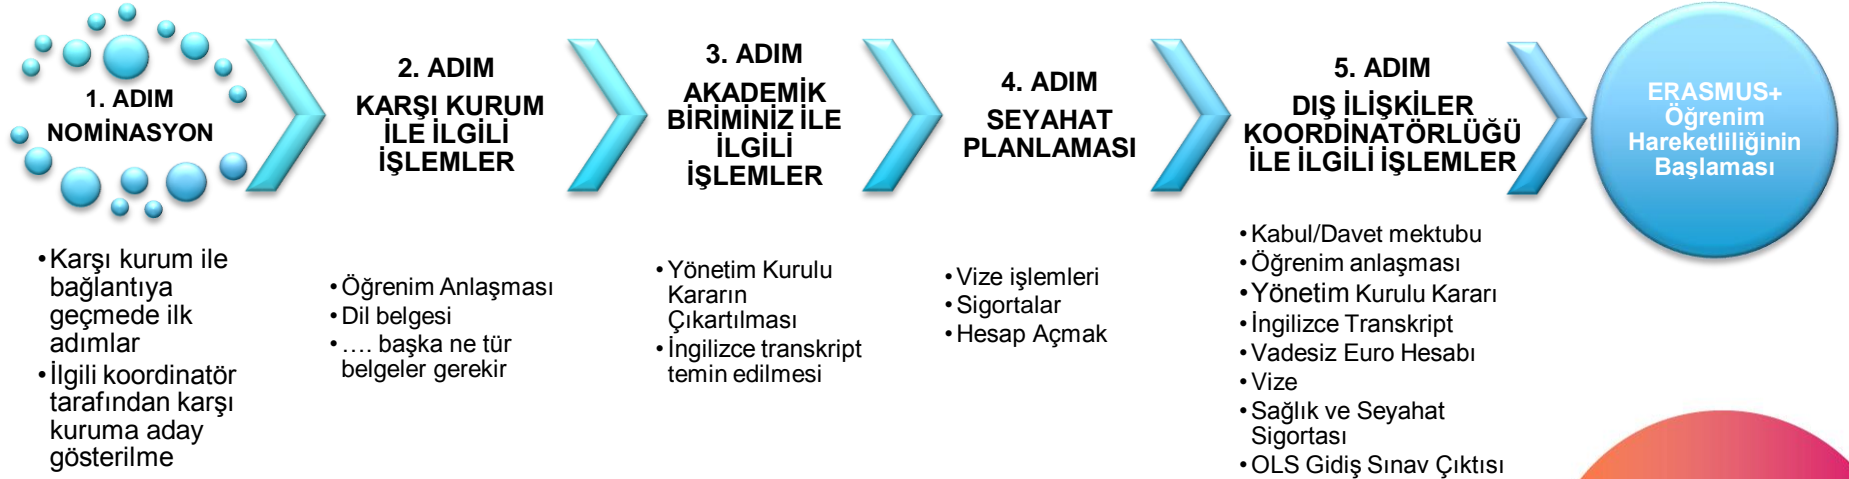 1. ADIM
NOMİNASYON
•Karşı kurum ile
bağlantıya
geçmede ilk
adımlar
•İlgili koordinatör
tarafından karşı
kuruma aday
gösterilme
2. ADIM
KARŞI KURUM
İLE İLGİLİ
İŞLEMLER
•Öğrenim Anlaşması
•Dil belgesi
•…. başka ne tür
belgeler gerekir
3. ADIM
AKADEMİK
BİRİMİNİZ İLE
İLGİLİ
İŞLEMLER
•Yönetim Kurulu
Kararın
Çıkartılması
•İngilizce transkript
temin edilmesi
4. ADIM
SEYAHAT
PLANLAMASI
•Vize işlemleri
•Sigortalar
•Hesap Açmak
5. ADIM
DIŞ İLİŞKİLER
KOORDİNATÖRLÜĞÜ
İLE İLGİLİ İŞLEMLER
•Kabul/Davet mektubu
•Öğrenim anlaşması
•Yönetim Kurulu Kararı
•İngilizce Transkript
•Vadesiz Euro Hesabı
•Vize
•Sağlık ve Seyahat
Sigortası
•OLS Gidiş Sınav Çıktısı
ERASMUS+
Öğrenim
Hareketliliğinin
Başlaması